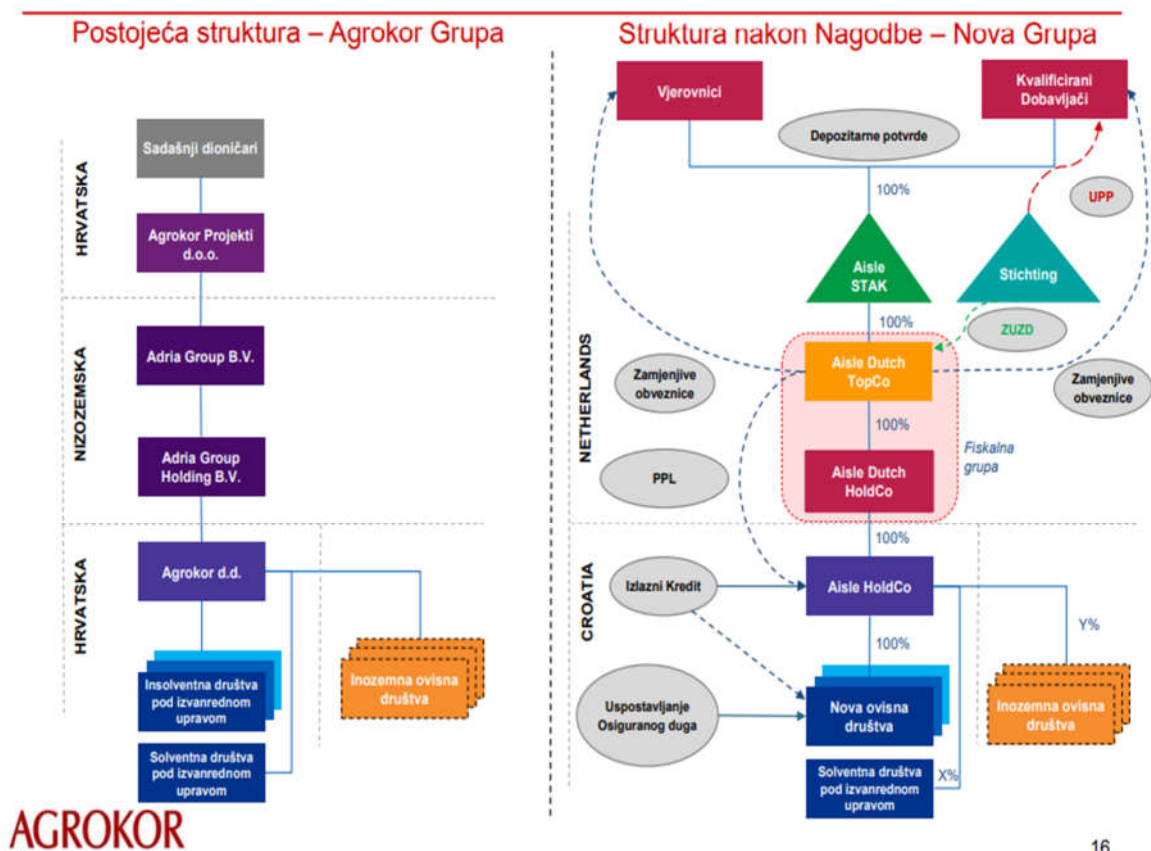 Postojeća struktura – Agrokor Grupa
HRVATSKA
Sadašnji dioničari
Agrokor Projekti
d.o.o.
NIZOZEMSKA
Adria Group B.V.
Adria Group
Holding B.V.
HRVATSKA
Agrokor d.d.
Insolventna društva
pod izvanrednom
upravom
Inozemna ovisna
društva
Solventna društva
pod izvanrednom
upravom
AGROKOR
Struktura nakon Nagodbe – Nova Grupa
Vjerovnici
Kvalificirani
Dobavljači
Depozitarne potvrde
100%
UPP
NETHERLANDS
Aisle
STAK
Stichting
100%
ZUZD
Zamjenjive
obveznice
Aisle Dutch
TopCo
Zamjenjive
obveznice
100%
Fiskalna
grupa
PPL
Aisle Dutch
HoldCo
100%
CROATIA
Izlazni Kredit
Aisle HoldCo
Y%
100%
Uspostavljanje
Osiguranog duga
Nova ovisna
društva
Inozemna ovisna
društva
X%
Solventna društva
pod izvanrednom
upravom
16